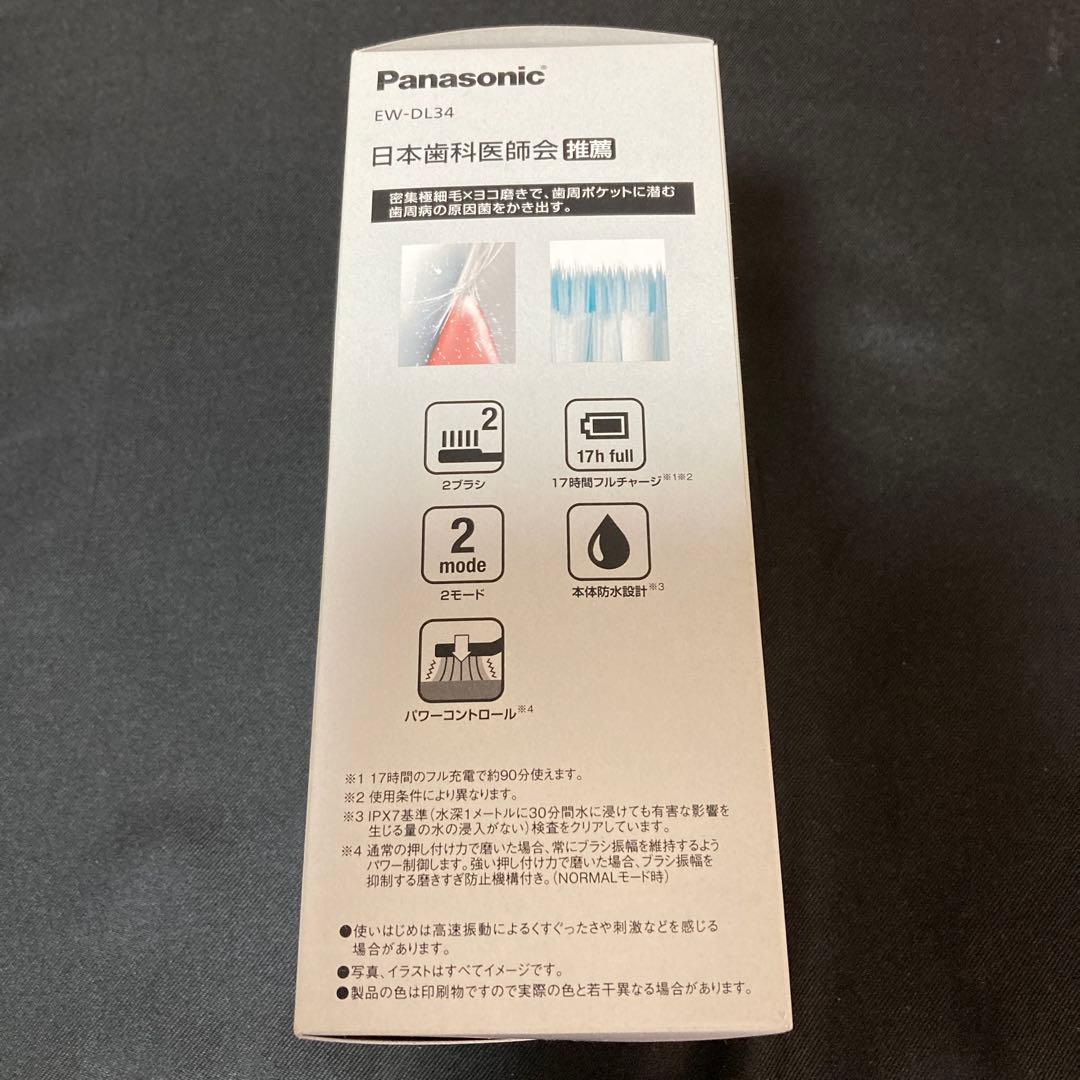 Panasonic®
EW-DL34
日本歯科医師会 推薦
密集極細毛×ヨコ磨きで、歯周ポケットに潜む
歯周病の原因菌をかき出す。
2
2ブラシ
17h full
17時間フルチャージ※1※2
2
mode
2モード
本体防水設計※3
パワーコントロール※4
※1 17時間のフル充電で約90分使えます。
※2 使用条件により異なります。
※3 IPX7基準(水深1メートルに30分間水に浸けても有害な影響を
生じる量の水の浸入がない)検査をクリアしています。
※4 通常の押し付け力で磨いた場合、常にブラシ振幅を維持するよう
パワー制御します。強い押し付け力で磨いた場合、ブラシ振幅を
抑制する磨きすぎ防止機構付き。(NORMALモード時)
●使いはじめは高速振動によるくすぐったさや刺激などを感じる
場合があります。
●写真、イラストはすべてイメージです。
●製品の色は印刷物ですので実際の色と若干異なる場合があります。